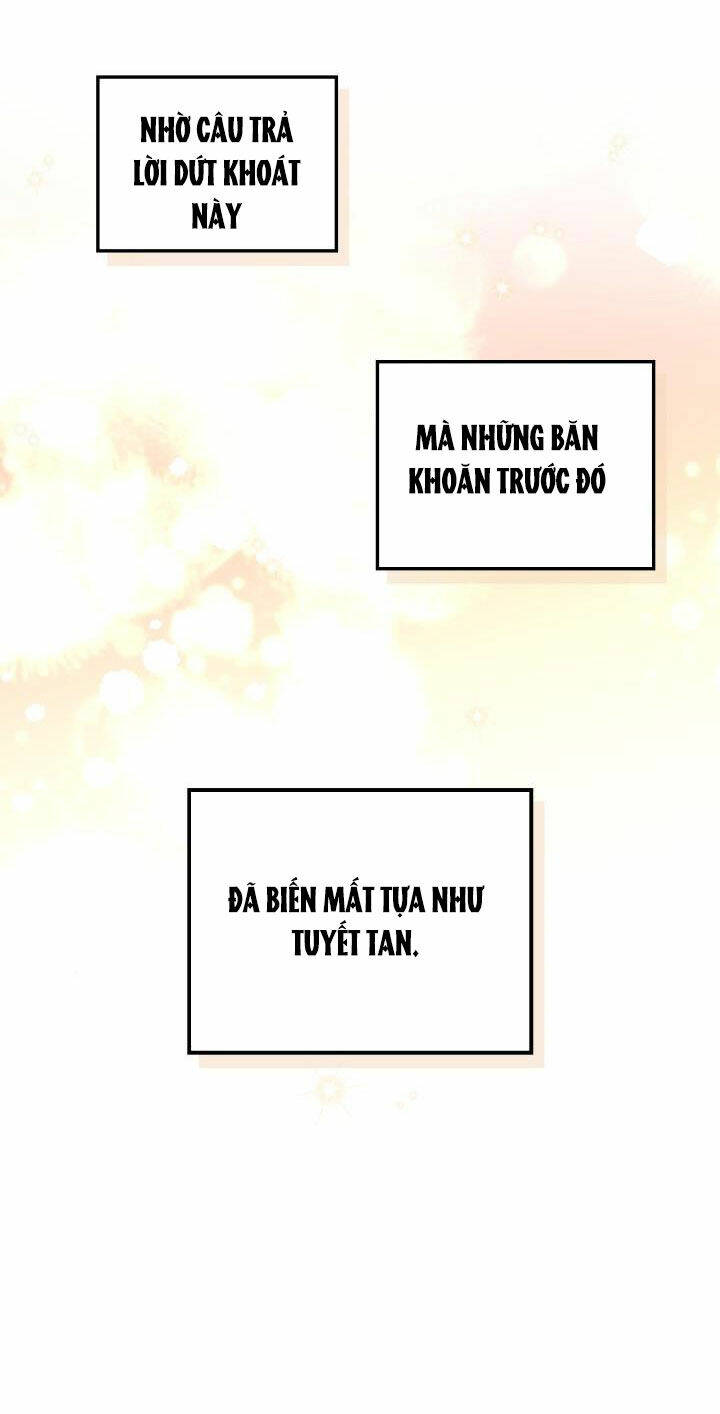 NHỜ CÂU TRẢ
LỜI DỨT KHOÁT
NÀY
MÀ NHỮNG BĂN
KHOĂN TRƯỚC ĐÓ
ĐÃ BIẾN MẤT TỰA NHƯ
TUYẾT TAN.